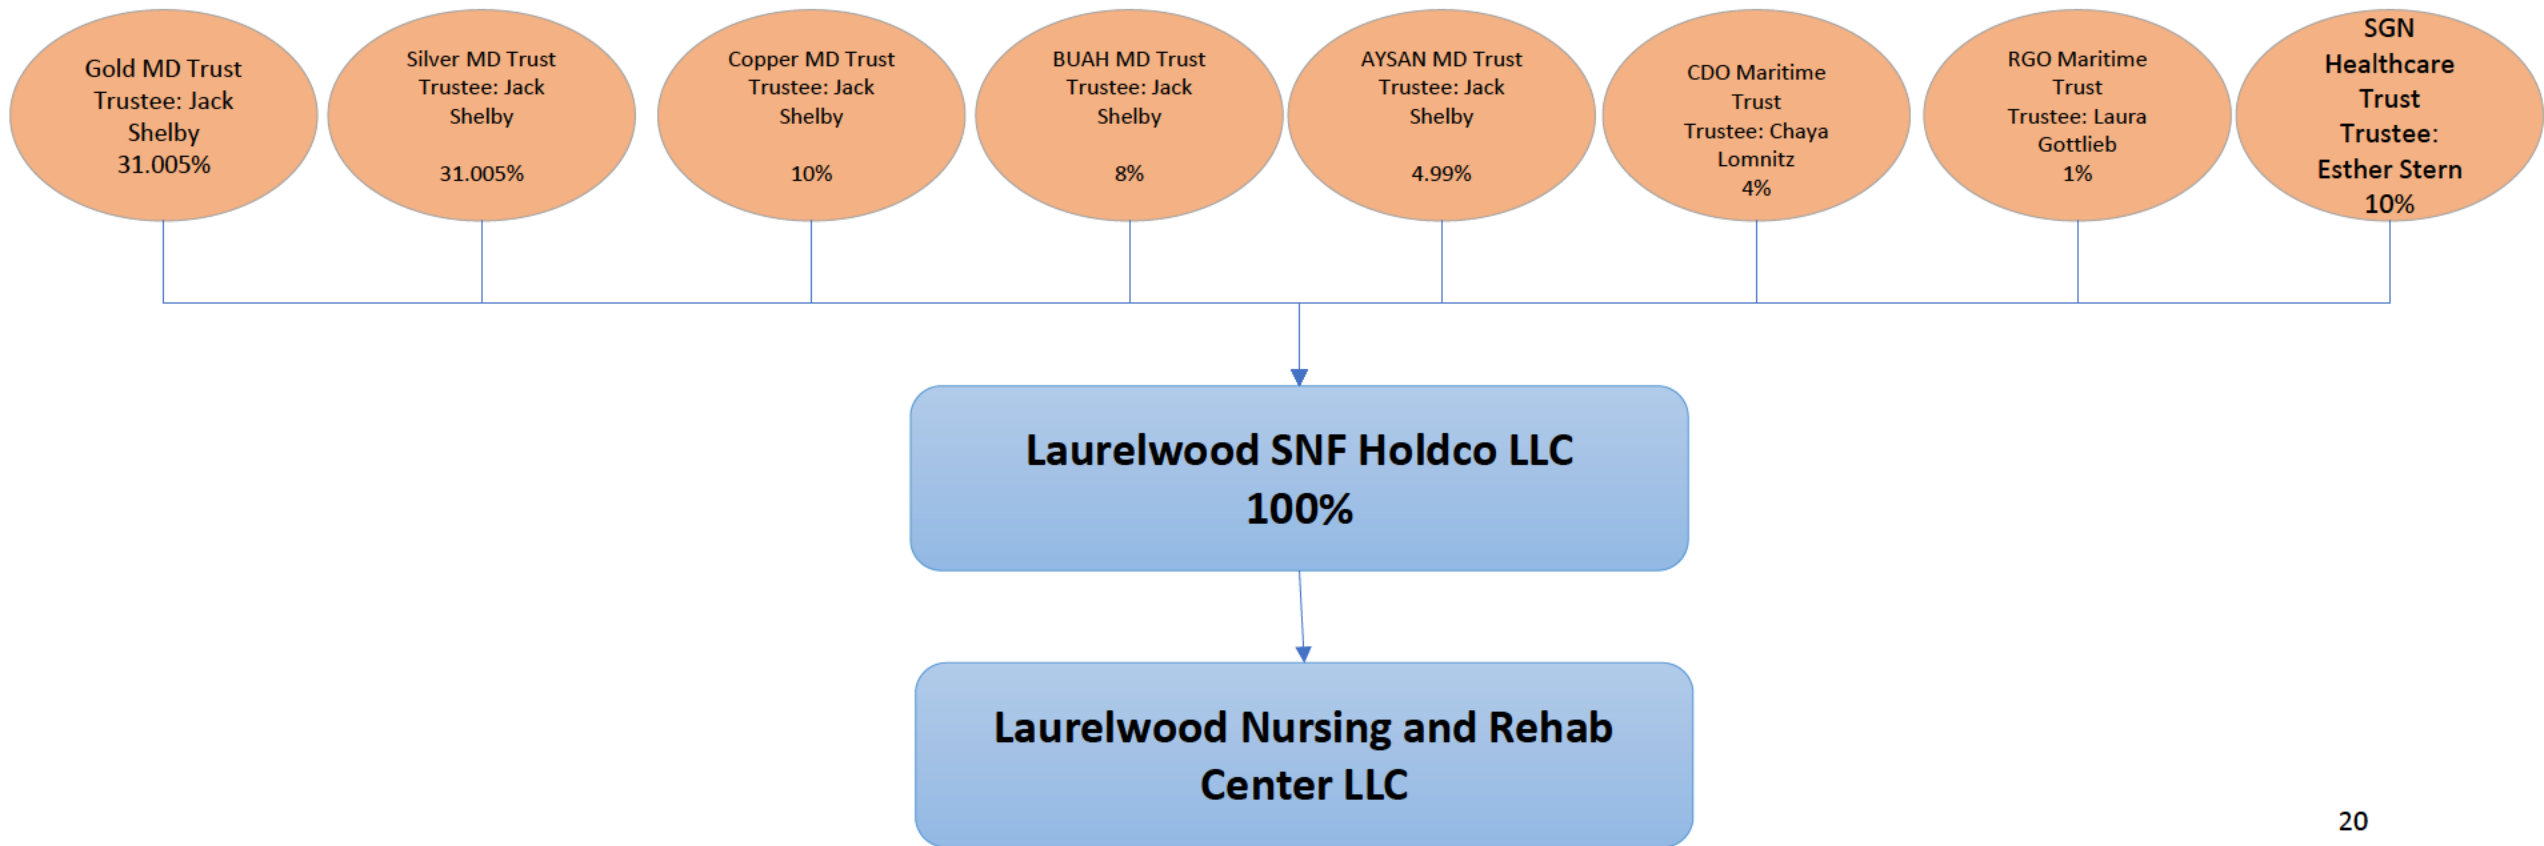 Gold MD Trust
Trustee: Jack
Shelby
31.005%
Silver MD Trust
Trustee: Jack
Shelby
31.005%
Copper MD Trust
Trustee: Jack
Shelby
10%
BUAH MD Trust
Trustee: Jack
Shelby
8%
AYSAN MD Trust
Trustee: Jack
Shelby
4.99%
CDO Maritime
Trust
Trustee: Chaya
Lomnitz
4%
RGO Maritime
Trust
Trustee: Laura
Gottlieb
1%
SGN
Healthcare
Trust
Trustee:
Esther Stern
10%
Laurelwood SNF Holdco LLC
100%
Laurelwood Nursing and Rehab
Center LLC
20